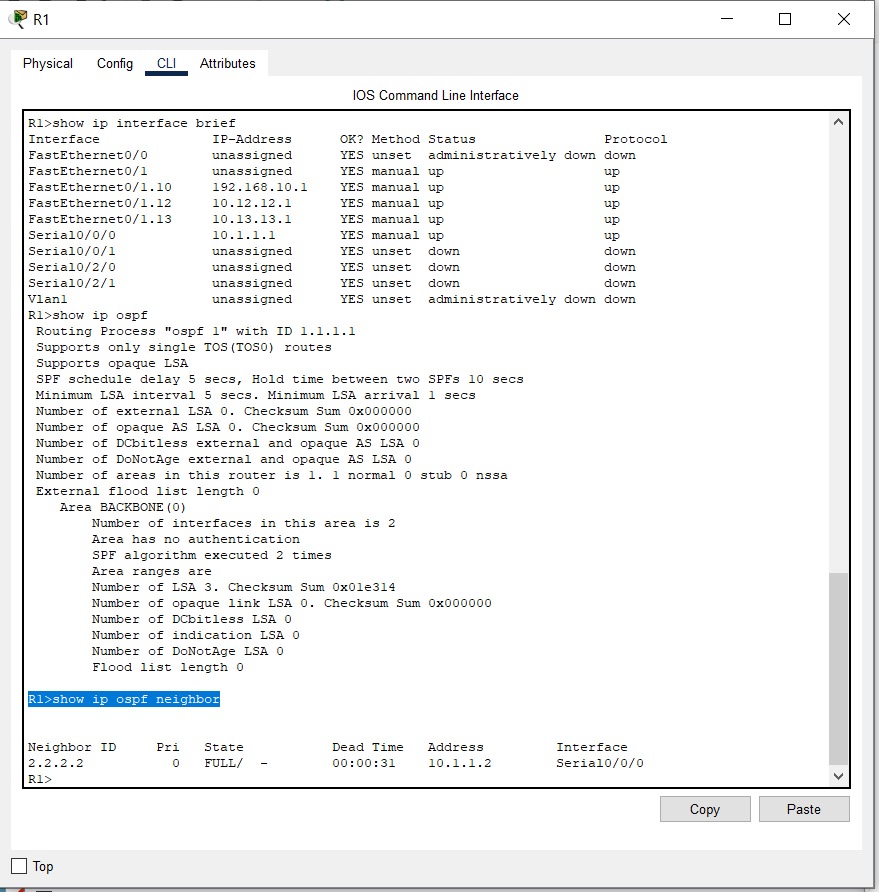 R1
Physical Config CLI Attributes
IOS Command Line Interface
R1>show ip interface brief
Interface IP-Address OK? Method Status Protocol
FastEthernet0/0 unassigned YES unset administratively down down
FastEthernet0/1 unassigned YES manual up up
FastEthernet0/1.10 192.168.10.1 YES manual up up
FastEthernet0/1.12 10.12.12.1 YES manual up up
FastEthernet0/1.13 10.13.13.1 YES manual up up
Serial0/0/0 10.1.1.1 YES manual up up
Serial0/0/1 unassigned YES unset down down
Serial0/2/0 unassigned YES unset down down
Serial0/2/1 unassigned YES unset down down
Vlan1 unassigned YES unset administratively down down
R1>show ip ospf
Routing Process "ospf 1" with ID 1.1.1.1
Supports only single TOS(TOS0) routes
Supports opaque LSA
SPF schedule delay 5 secs, Hold time between two SPFs 10 secs
Minimum LSA interval 5 secs. Minimum LSA arrival 1 secs
Number of external LSA 0. Checksum Sum 0x000000
Number of opaque AS LSA 0. Checksum Sum 0x000000
Number of DCbitless external and opaque AS LSA 0
Number of DoNotAge external and opaque AS LSA 0
Number of areas in this router is 1. 1 normal 0 stub 0 nssa
External flood list length 0
Area BACKBONE(0)
Number of interfaces in this area is 2
Area has no authentication
SPF algorithm executed 2 times
Area ranges are
Number of LSA 3. Checksum Sum 0x01e314
Number of opaque link LSA 0. Checksum Sum 0x000000
Number of DCbitless LSA 0
Number of indication LSA 0
Number of DoNotAge LSA 0
Flood list length 0
R1>show ip ospf neighbor
Neighbor ID Pri State Dead Time Address Interface
2.2.2.2 0 FULL/ - 00:00:31 10.1.1.2 Serial0/0/0
R1>
Copy Paste
Top